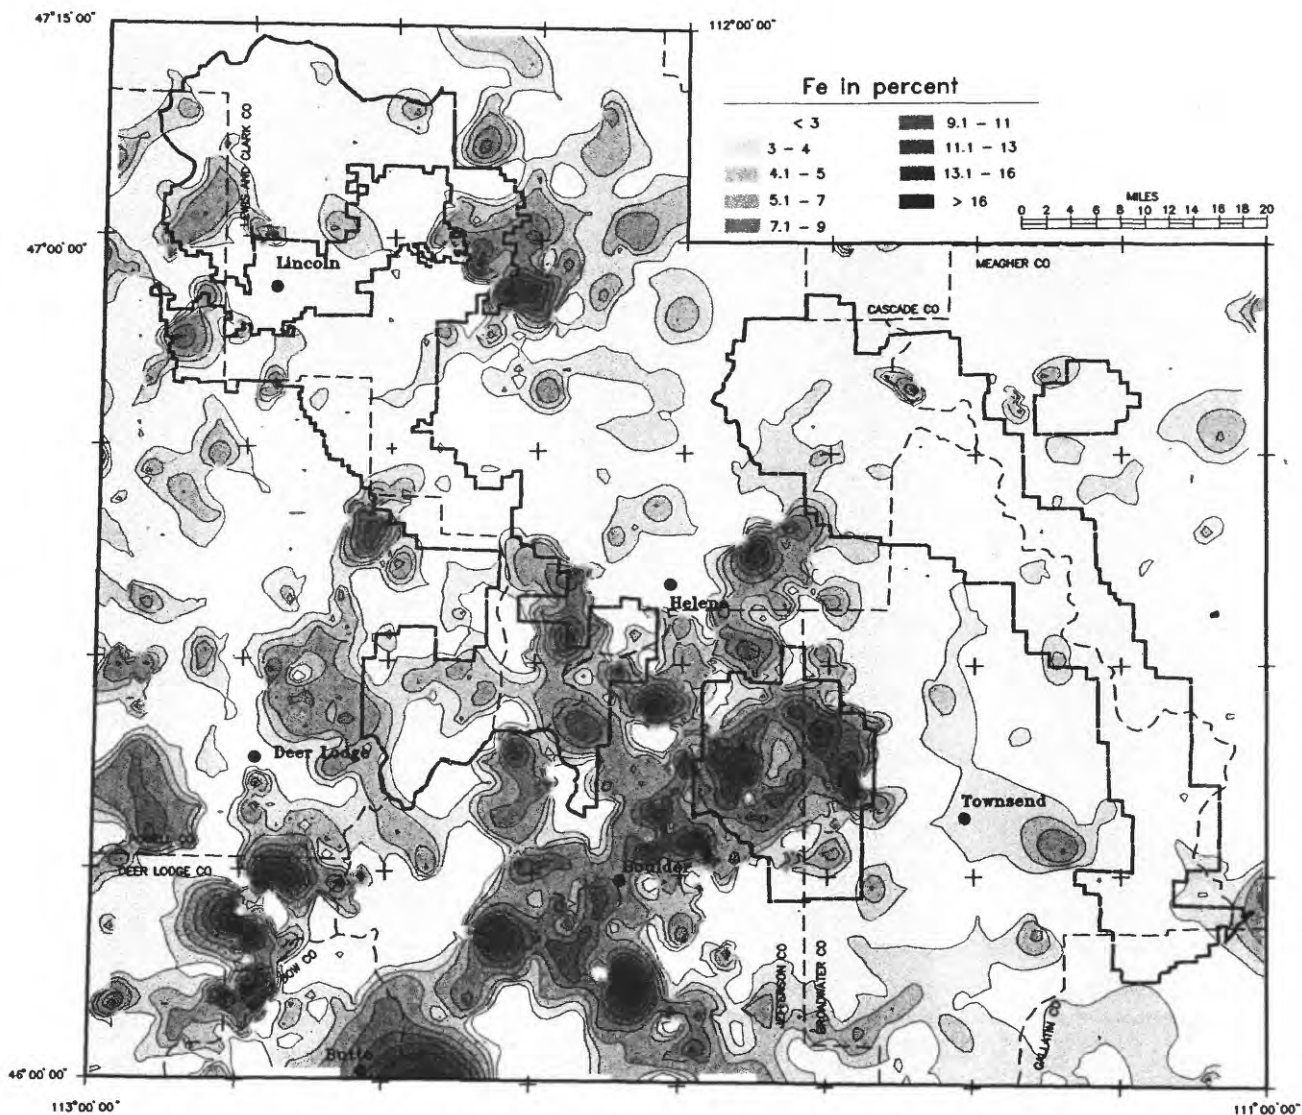 47°15'00"
112°00'00"
Fe in percent
< 3
3 - 4
4.1 - 5
5.1 - 7
7.1 - 9
9.1 - 11
11.1 - 13
13.1 - 16
> 16
MILES
0 2 4 6 8 10 12 14 16 18 20
LEWIS AND CLARK CO
47°00'00"
Lincoln
MEAGHER CO
CASCADE CO
Helena
Deer Lodge
Townsend
POWELL CO
DEER LODGE CO
Boulder
BOW CO
JEFFERSON CO
BROADWATER CO
GALLATIN CO
Butte
46°00'00"
113°00'00"
111°00'00"